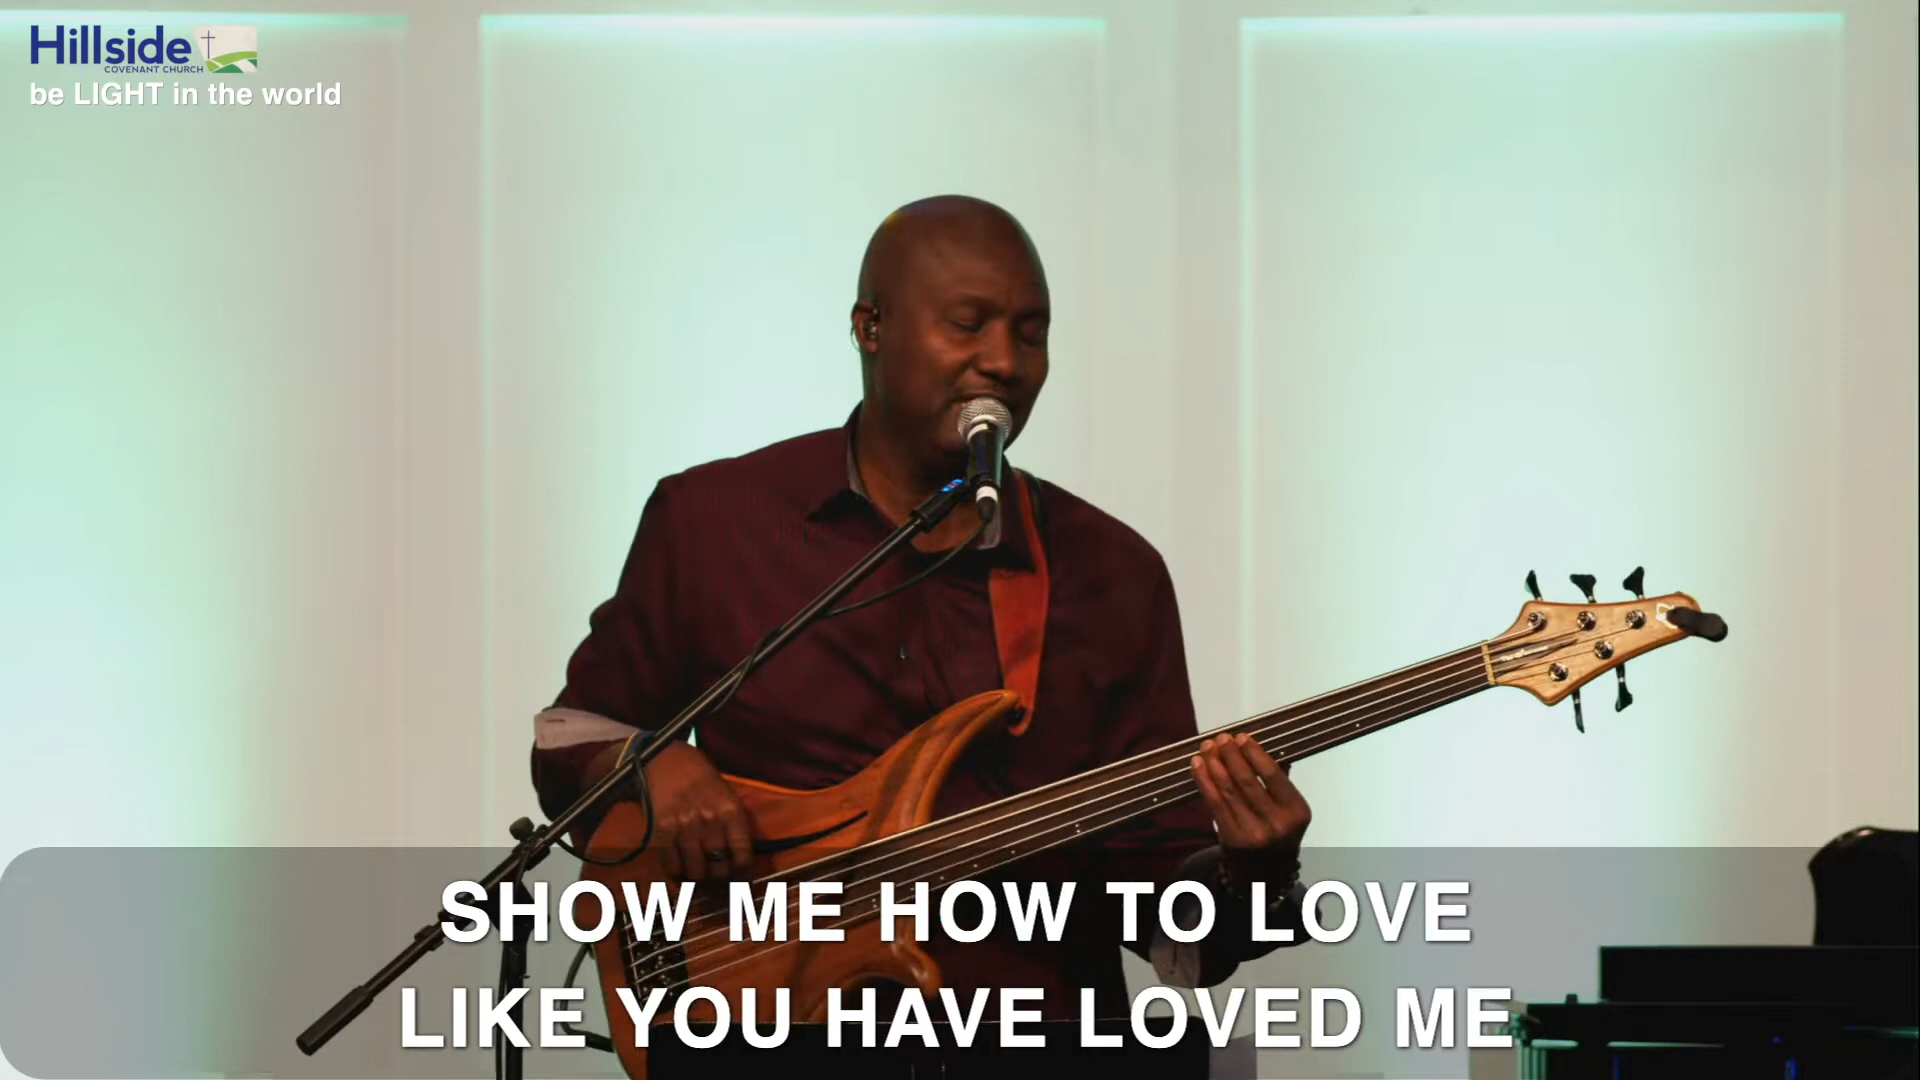 Hillside
COVENANT CHURCH
be LIGHT in the world
SHOW ME HOW TO LOVE
LIKE YOU HAVE LOVED ME